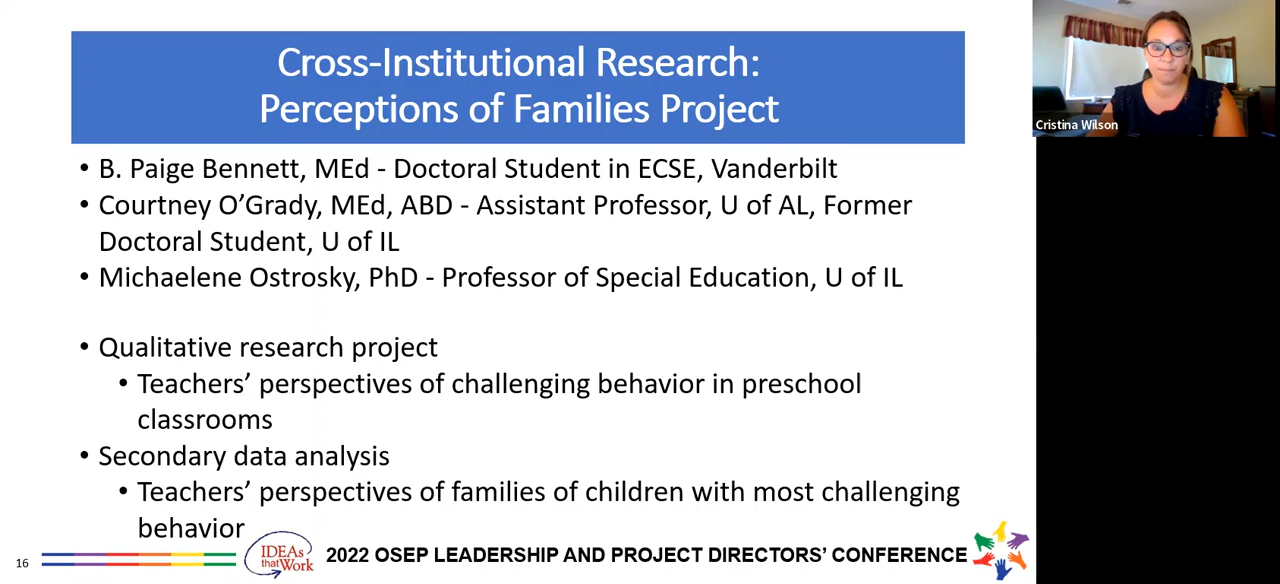 Cross-Institutional Research:
Perceptions of Families Project
• B. Paige Bennett, MEd - Doctoral Student in ECSE, Vanderbilt
• Courtney O’Grady, MEd, ABD - Assistant Professor, U of AL, Former
Doctoral Student, U of IL
• Michaelene Ostrosky, PhD - Professor of Special Education, U of IL
• Qualitative research project
• Teachers’ perspectives of challenging behavior in preschool
classrooms
• Secondary data analysis
• Teachers’ perspectives of families of children with most challenging
behavior
16
IDEAs
that Work
2022 OSEP LEADERSHIP AND PROJECT DIRECTORS’ CONFERENCE
Cristina Wilson